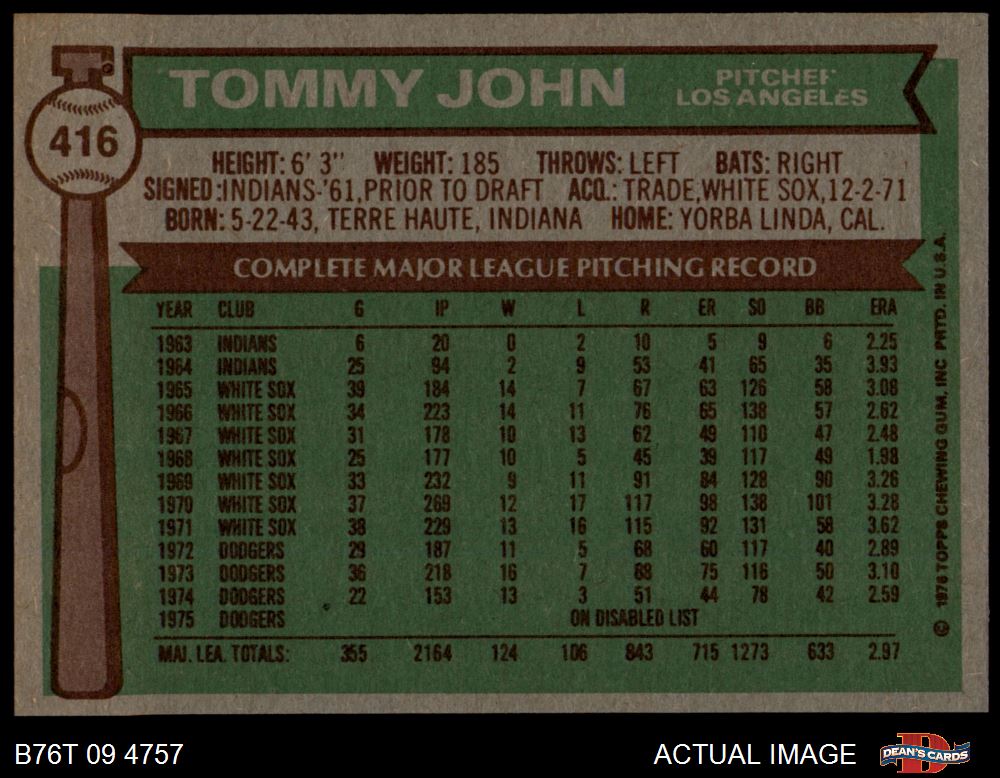 TOMMY JOHN
PITCHER
LOS ANGELES
416
HEIGHT: 6' 3" WEIGHT: 185 THROWS: LEFT BATS: RIGHT
SIGNED: INDIANS-'61, PRIOR TO DRAFT ACQ.: TRADE, WHITE SOX, 12-2-71
BORN: 5-22-43, TERRE HAUTE, INDIANA HOME: YORBA LINDA, CAL.
COMPLETE MAJOR LEAGUE PITCHING RECORD
YEAR CLUB G IP W L R ER SO BB ERA
1963 INDIANS 6 20 0 2 10 5 9 6 2.25
1964 INDIANS 25 94 2 9 53 41 65 35 3.93
1965 WHITE SOX 39 184 14 7 67 63 126 58 3.08
1966 WHITE SOX 34 223 14 11 76 65 138 57 2.62
1967 WHITE SOX 31 178 10 13 62 49 110 47 2.48
1968 WHITE SOX 25 177 10 5 45 39 117 49 1.98
1969 WHITE SOX 33 232 9 11 91 84 128 90 3.26
1970 WHITE SOX 37 269 12 17 117 98 138 101 3.28
1971 WHITE SOX 38 229 13 16 115 92 131 58 3.62
1972 DODGERS 29 187 11 5 68 60 117 40 2.89
1973 DODGERS 36 218 16 7 88 75 116 50 3.10
1974 DODGERS 22 153 13 3 51 44 78 42 2.59
1975 DODGERS ON DISABLED LIST
MAJ. LEA. TOTALS: 355 2164 124 106 843 715 1273 633 2.97
© 1976 TOPPS CHEWING GUM, INC PRTD. IN U.S.A.
B76T 09 4757
ACTUAL IMAGE
D
DEAN'S CARDS